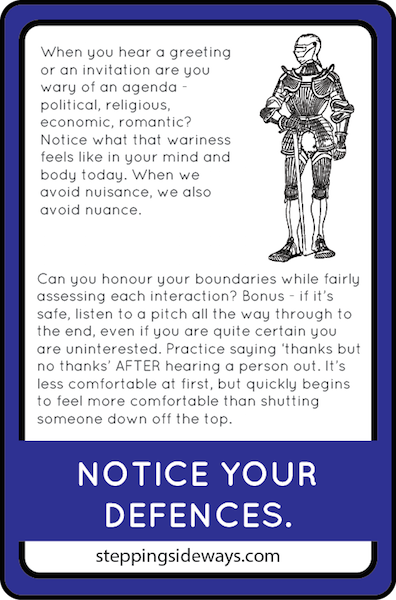 When you hear a greeting
or an invitation are you
wary of an agenda -
political, religious,
economic, romantic?
Notice what that wariness
feels like in your mind and
body today. When we
avoid nuisance, we also
avoid nuance.
Can you honour your boundaries while fairly
assessing each interaction? Bonus - if it's
safe, listen to a pitch all the way through to
the end, even if you are quite certain you
are uninterested. Practice saying 'thanks but
no thanks' AFTER hearing a person out. It's
less comfortable at first, but quickly begins
to feel more comfortable than shutting
someone down off the top.
NOTICE YOUR
DEFENCES.
steppingsideways.com